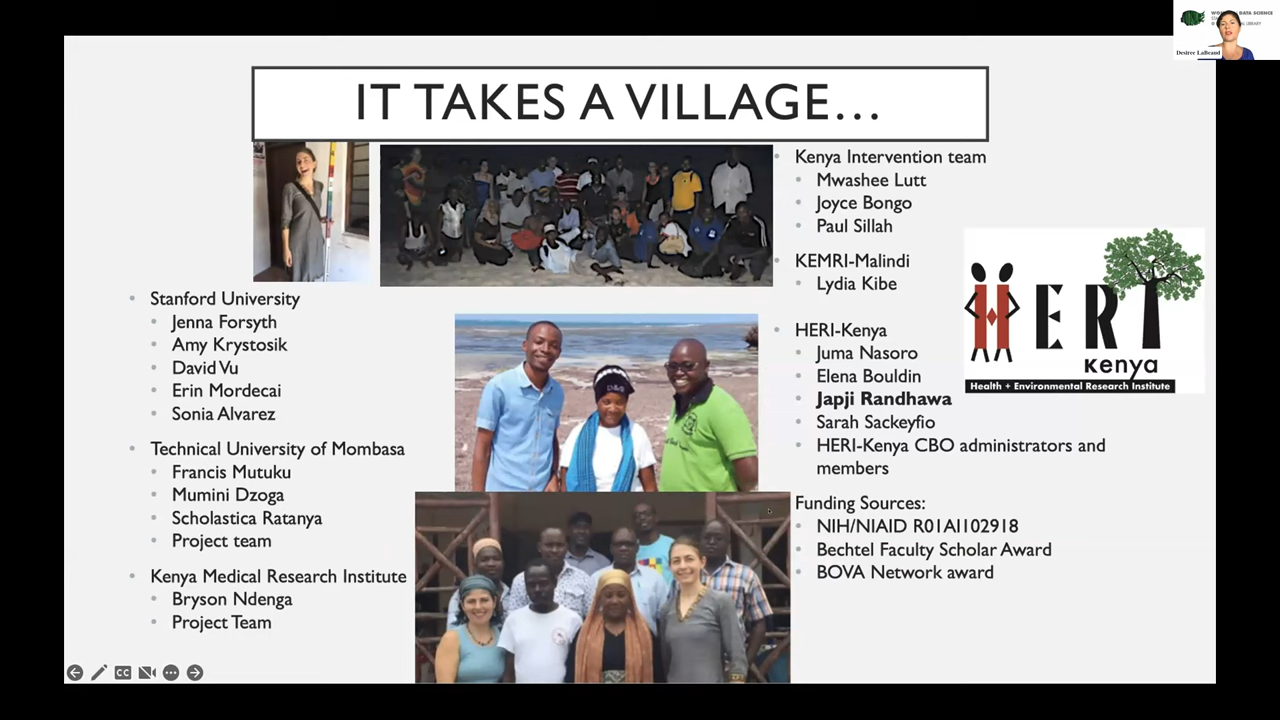 IT TAKES A VILLAGE...
Stanford University
Jenna Forsyth
Amy Krystosik
David Vu
Erin Mordecai
Sonia Alvarez
Technical University of Mombasa
Francis Mutuku
Mumini Dzoga
Scholastica Ratanya
Project team
Kenya Medical Research Institute
Bryson Ndenga
Project Team
Kenya Intervention team
Mwashee Lutt
Joyce Bongo
Paul Sillah
KEMRI-Malindi
Lydia Kibe
HERI-Kenya
Juma Nasoro
Elena Bouldin
Japji Randhawa
Sarah Sackeyfio
HERI-Kenya CBO administrators and
members
Funding Sources:
NIH/NIAID R01AI102918
Bechtel Faculty Scholar Award
BOVA Network award
HERI
Kenya
Health + Environmental Research Institute
D&G
CC
DATA SCIENCE
LIBRARY
Desiree LaBeaud